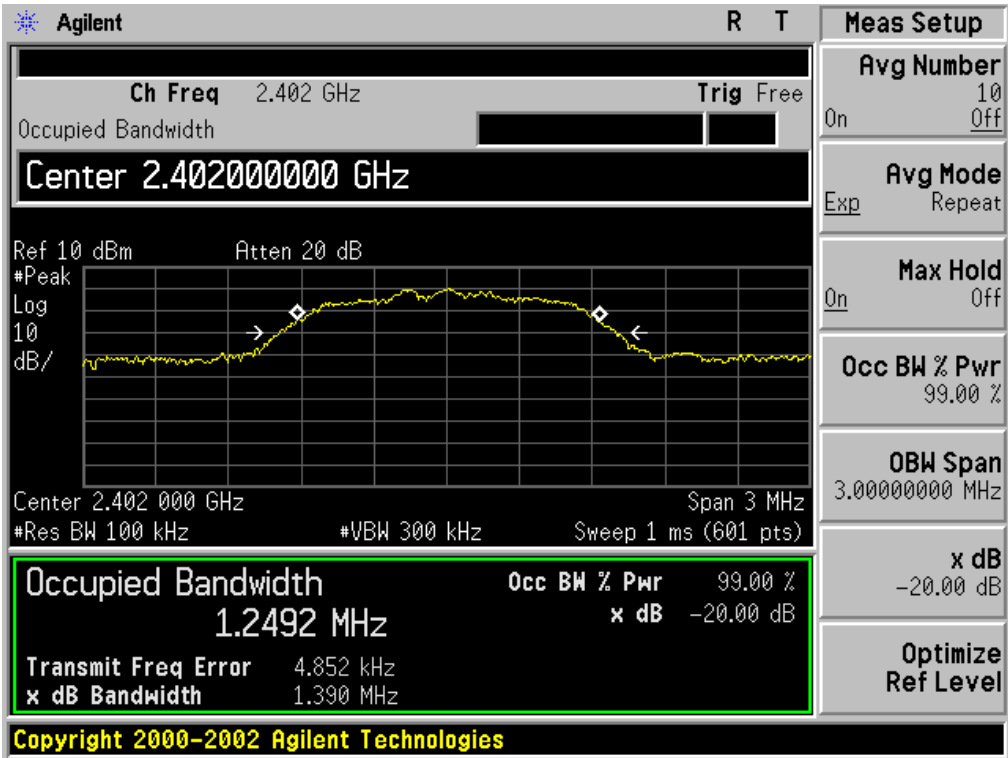 Agilent R T
Ch Freq 2.402 GHz Trig Free
Occupied Bandwidth
Center 2.402000000 GHz
Ref 10 dBm Atten 20 dB
#Peak
Log
10
dB/
Center 2.402 000 GHz Span 3 MHz
#Res BW 100 kHz #VBW 300 kHz Sweep 1 ms (601 pts)
Occupied Bandwidth Occ BW % Pwr 99.00 %
1.2492 MHz x dB -20.00 dB
Transmit Freq Error 4.852 kHz
x dB Bandwidth 1.390 MHz
Copyright 2000-2002 Agilent Technologies
Meas Setup
Avg Number
10
On Off
Avg Mode
Exp Repeat
Max Hold
On Off
Occ BW % Pwr
99.00 %
OBW Span
3.00000000 MHz
x dB
-20.00 dB
Optimize
Ref Level